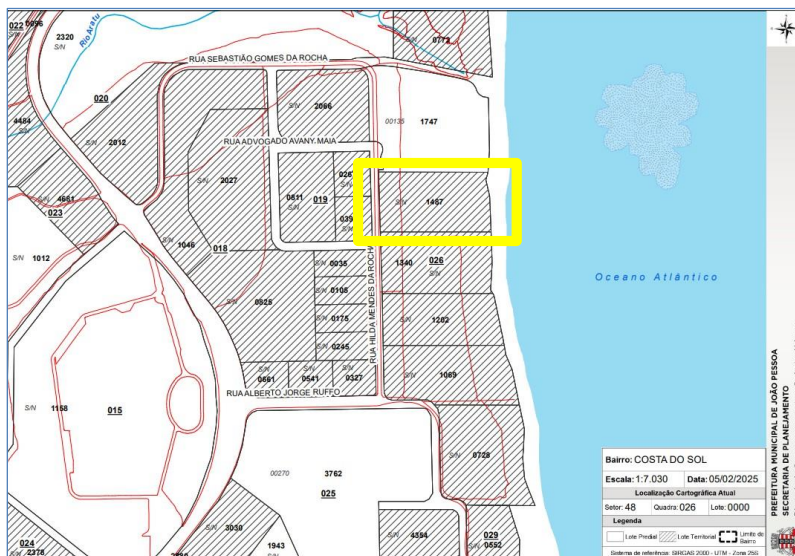 022 0096
2320
S/N
Rio Aratu
0773
RUA SEBASTIÃO GOMES DA ROCHA
020
4484
S/N
S/N 2012
S/N 2066
00135 1747
RUA ADVOGADO AVANY MAIA
S/N 2027
0811 019
S/N
S/N
S/N 1487
4681
023
S/N
S/N 1012
1046 018
S/N
S/N 0035
1340 026
S/N
S/N 0105
S/N 0825
S/N 0175
S/N 1202
S/N 0245
RUA HILDA MENDES DA ROCHA
S/N S/N S/N
0561 0541 0327
S/N 1069
RUA ALBERTO JORGE RUFFO
S/N 1158 015
S/N 0728
00270 3762
025
024
S/N 2378
S/N 3030
1943
S/N 4354
029
S/N 0552
Oceano Atlântico
Bairro: COSTA DO SOL
Escala: 1:7.030 Data: 05/02/2025
Localização Cartográfica Atual
Setor: 48 Quadra: 026 Lote: 0000
Legenda
Lote Predial Lote Territorial Limite de Bairro
Sistema de referência: SIRGAS 2000 - UTM - Zona 25S
PREFEITURA MUNICIPAL DE JOÃO PESSOA
SECRETARIA DE PLANEJAMENTO